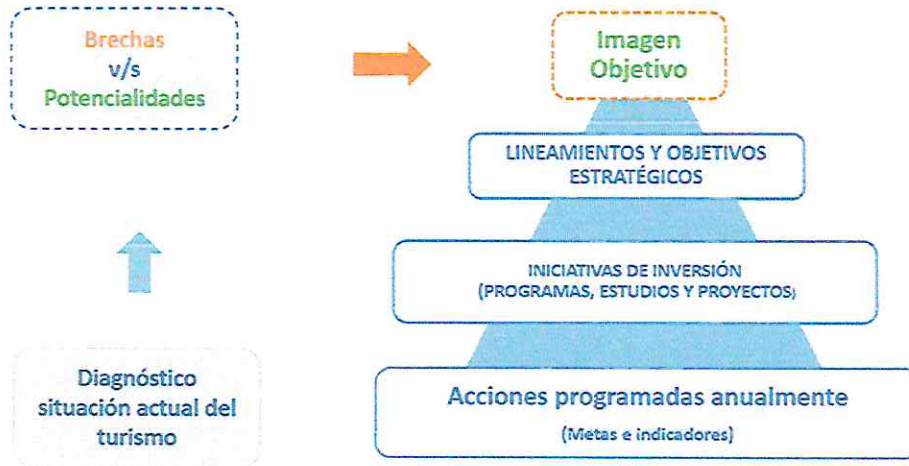 Brechas
v/s
Potencialidades
Imagen
Objetivo
LINEAMIENTOS Y OBJETIVOS
ESTRATÉGICOS
INICIATIVAS DE INVERSIÓN
(PROGRAMAS, ESTUDIOS Y PROYECTOS)
Diagnóstico
situación actual del
turismo
Acciones programadas anualmente
(Metas e indicadores)